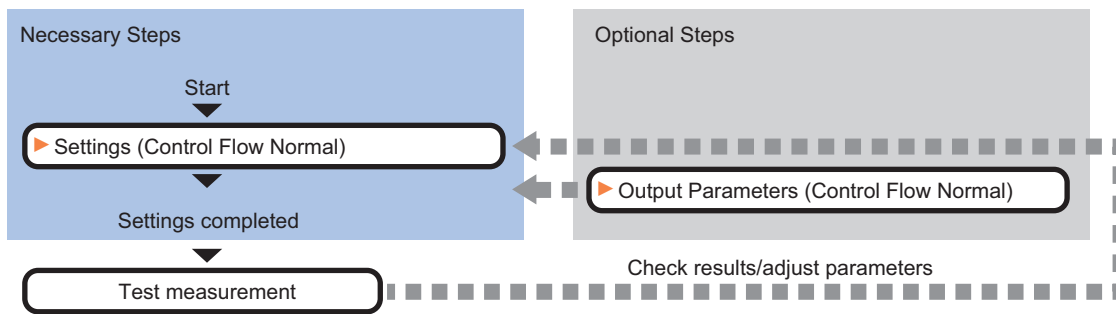 Necessary Steps
Optional Steps
Start
Settings (Control Flow Normal)
Output Parameters (Control Flow Normal)
Settings completed
Check results/adjust parameters
Test measurement